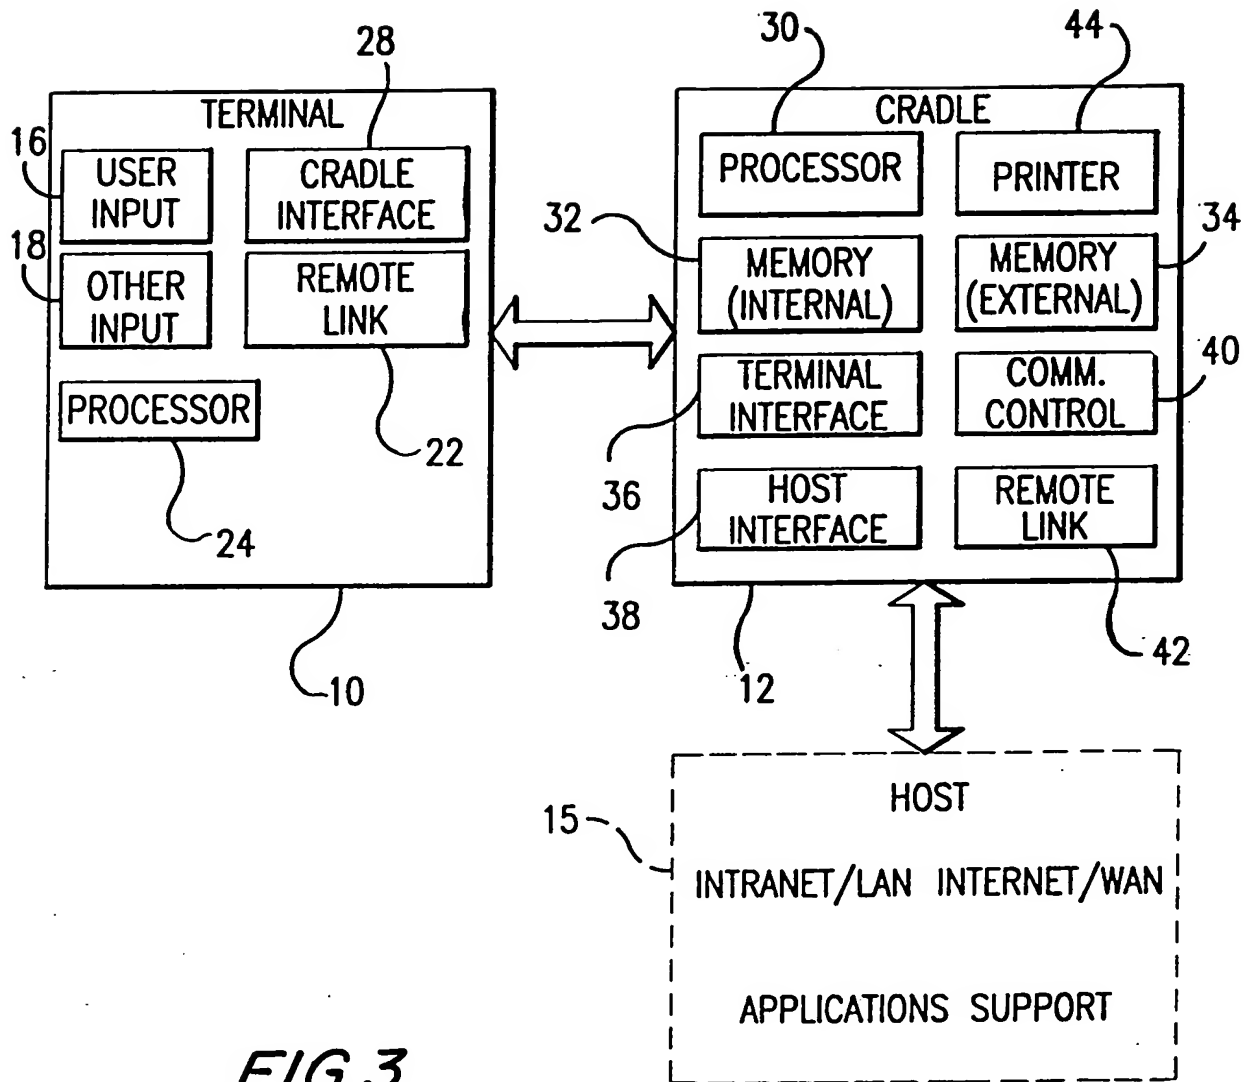 28
30
44
TERMINAL
CRADLE
16
USER
INPUT
CRADLE
INTERFACE
PROCESSOR
PRINTER
18
OTHER
INPUT
REMOTE
LINK
32
MEMORY
(INTERNAL)
MEMORY
(EXTERNAL)
34
PROCESSOR
TERMINAL
INTERFACE
COMM.
CONTROL
40
22
36
24
HOST
INTERFACE
REMOTE
LINK
38
10
12
42
HOST
15
INTRANET/LAN INTERNET/WAN
APPLICATIONS SUPPORT
FIG.3